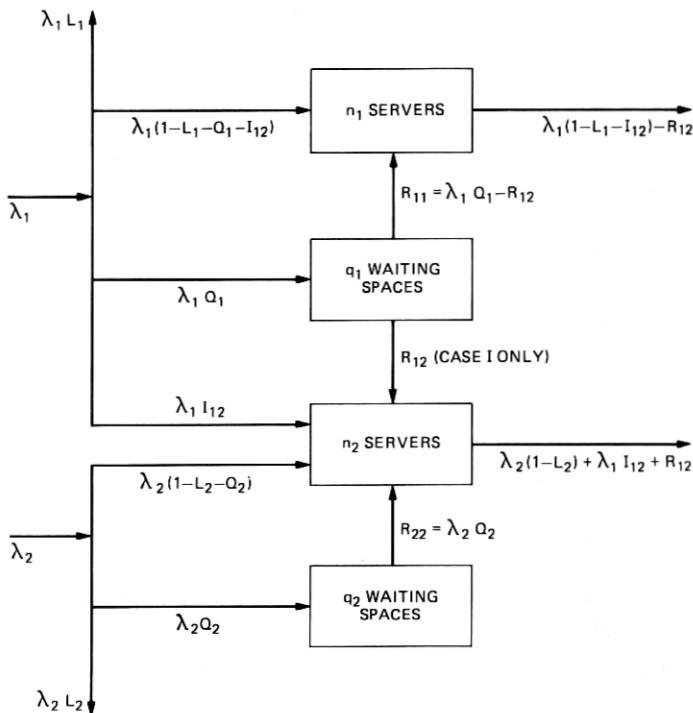 λ₁ L₁
n₁ SERVERS
λ₁(1–L₁–Q₁–I₁₂)
λ₁(1–L₁–I₁₂)–R₁₂
R₁₁ = λ₁ Q₁–R₁₂
λ₁
q₁ WAITING
SPACES
λ₁ Q₁
R₁₂ (CASE I ONLY)
λ₁ I₁₂
n₂ SERVERS
λ₂(1–L₂–Q₂)
λ₂(1–L₂) + λ₁ I₁₂ + R₁₂
R₂₂ = λ₂ Q₂
λ₂
q₂ WAITING
SPACES
λ₂Q₂
λ₂ L₂